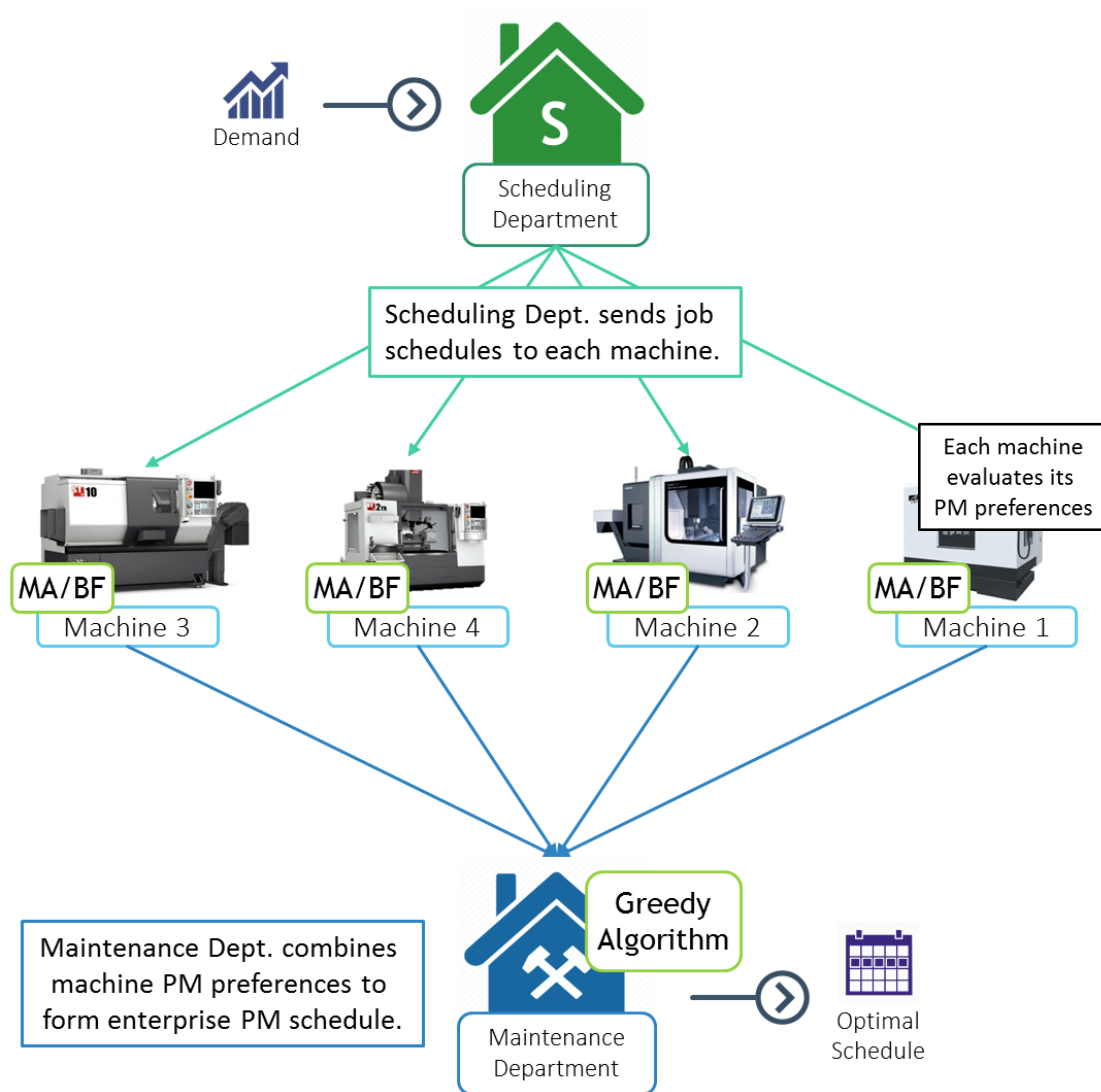 S
Demand
Scheduling
Department
Scheduling Dept. sends job
schedules to each machine.
Each machine
evaluates its
PM preferences
10
2YR
MA/BF
MA/BF
MA/BF
MA/BF
Machine 3
Machine 4
Machine 2
Machine 1
Greedy
Algorithm
Maintenance Dept. combines
machine PM preferences to
form enterprise PM schedule.
Maintenance
Department
Optimal
Schedule